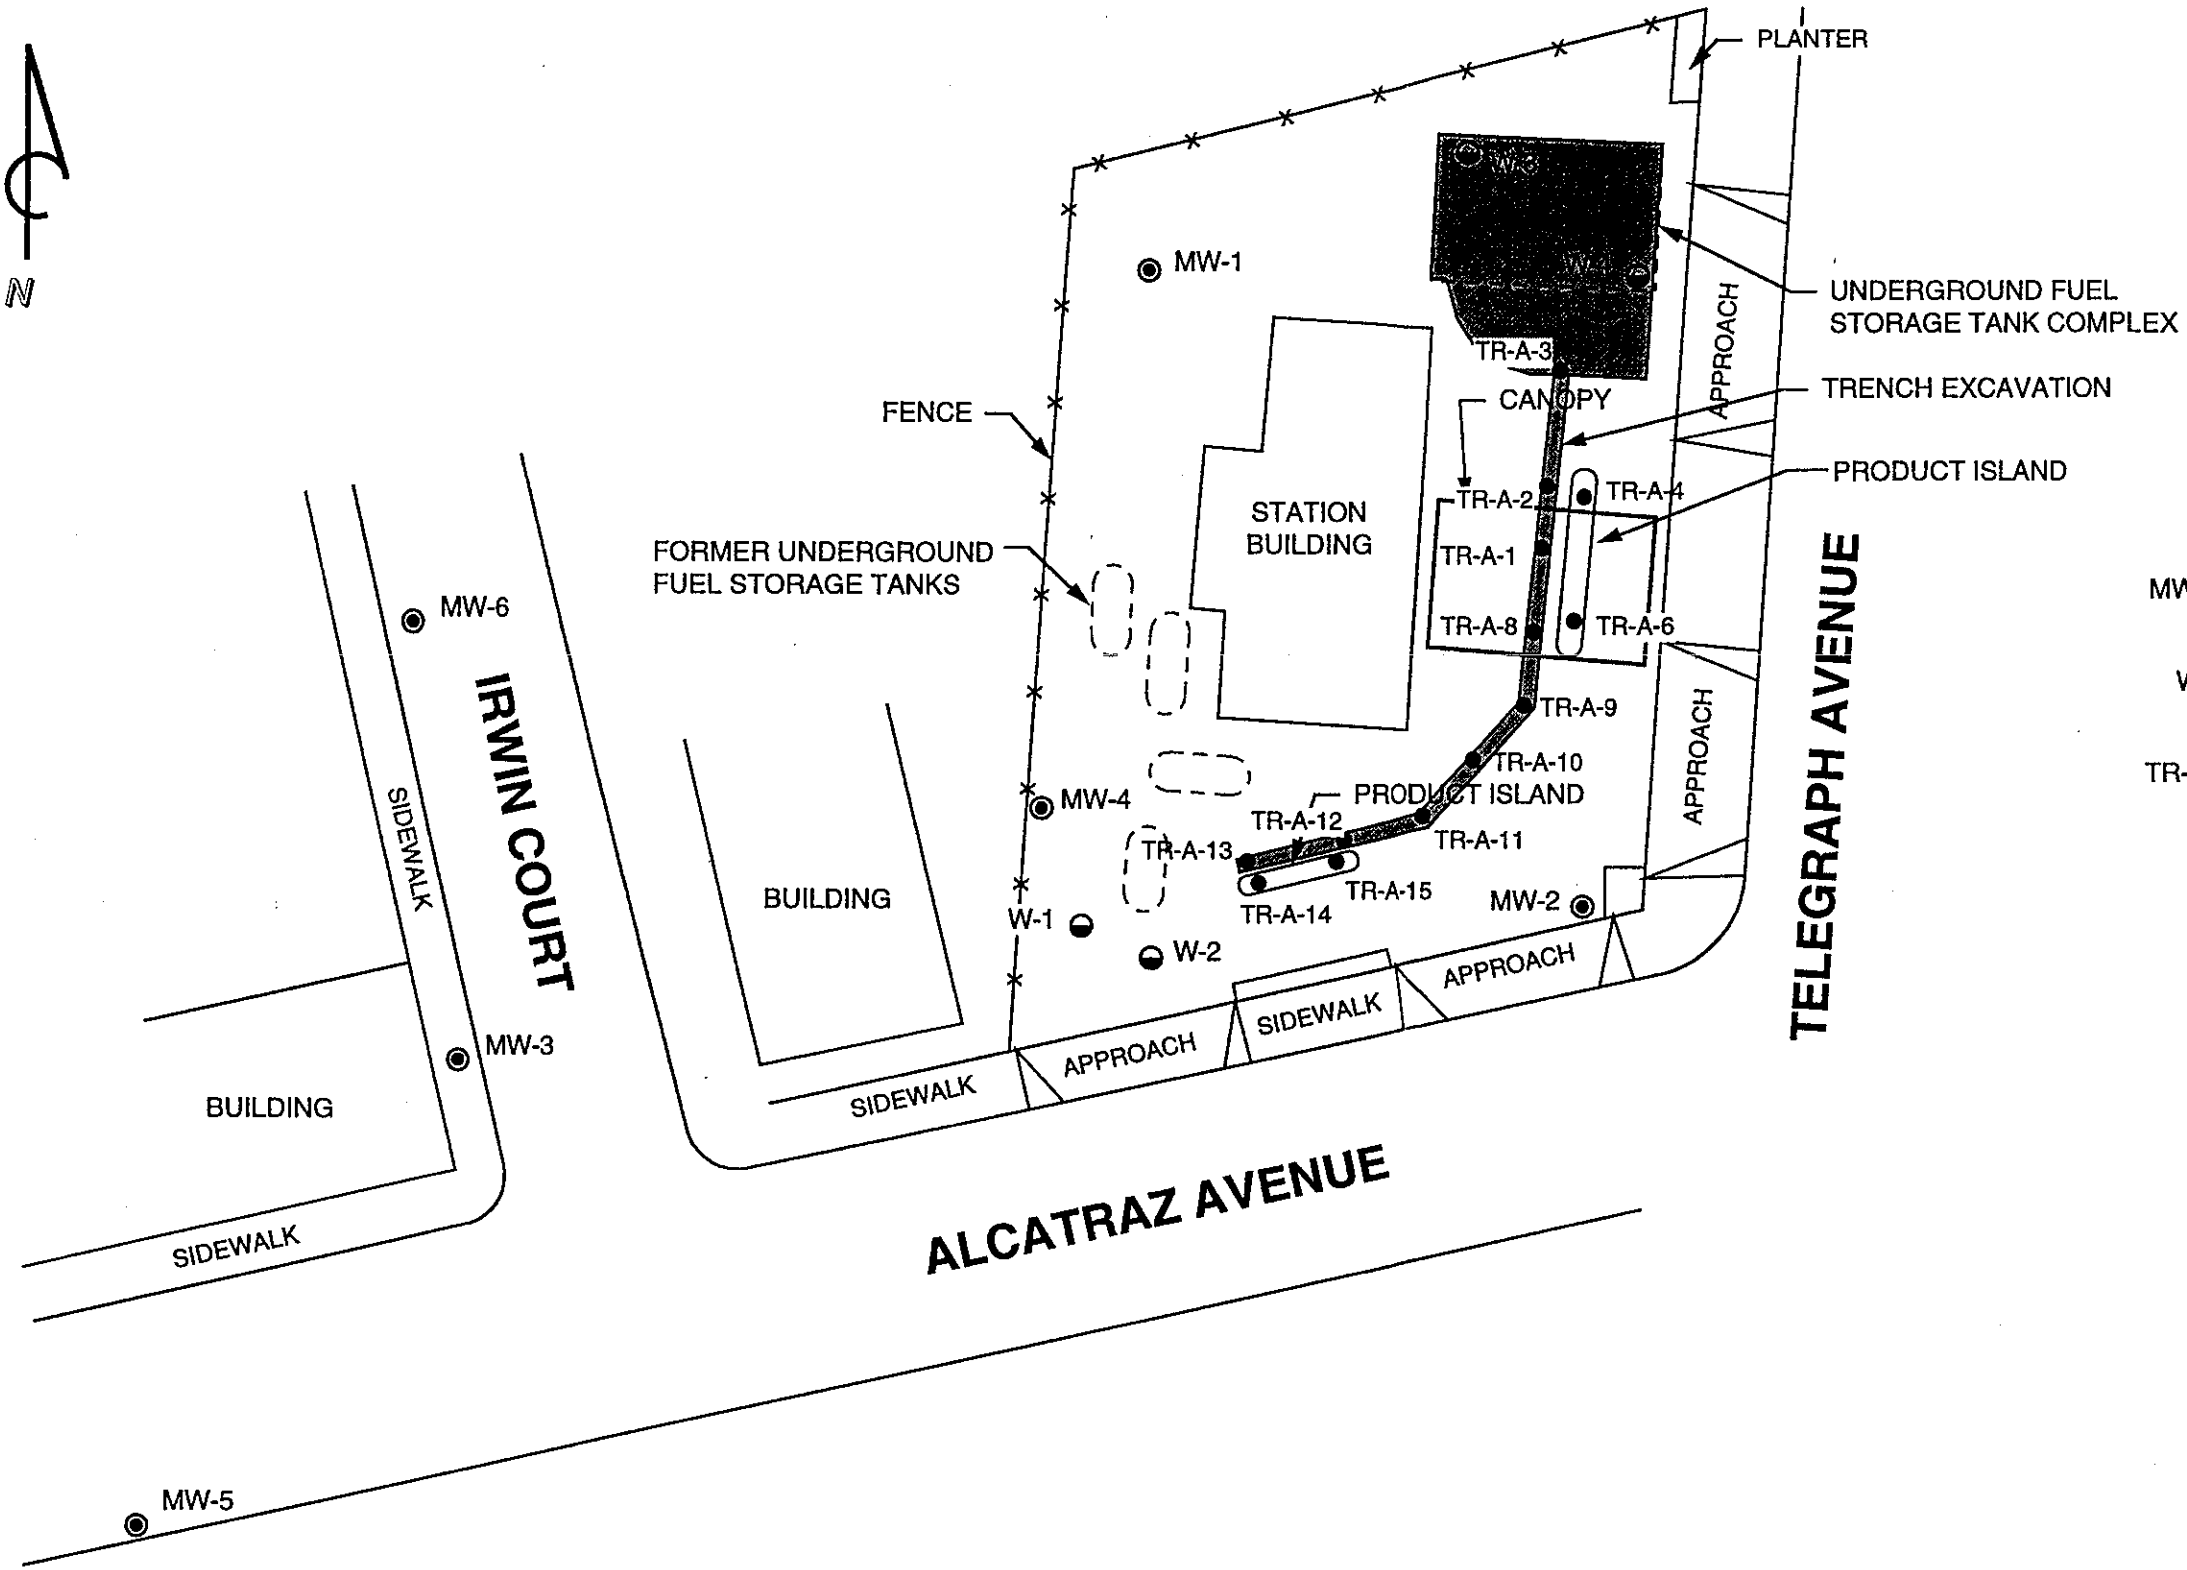 PLANTER
W-3
MW-1
W-4
UNDERGROUND FUEL
STORAGE TANK COMPLEX
N
APPROACH
TR-A-3
TRENCH EXCAVATION
CANOPY
FENCE
PRODUCT ISLAND
TR-A-2
TR-A-4
STATION
BUILDING
FORMER UNDERGROUND
FUEL STORAGE TANKS
TR-A-1
MW-6
TR-A-8
TR-A-6
TELEGRAPH AVENUE
IRWIN COURT
TR-A-9
APPROACH
TR-A-10
PRODUCT ISLAND
MW-4
SIDEWALK
TR-A-12
TR-A-11
TR-A-13
BUILDING
TR-A-15
MW-2
TR-A-14
W-1
W-2
APPROACH
SIDEWALK
MW-3
APPROACH
SIDEWALK
BUILDING
SIDEWALK
ALCATRAZ AVENUE
MW-5
MW
TR-